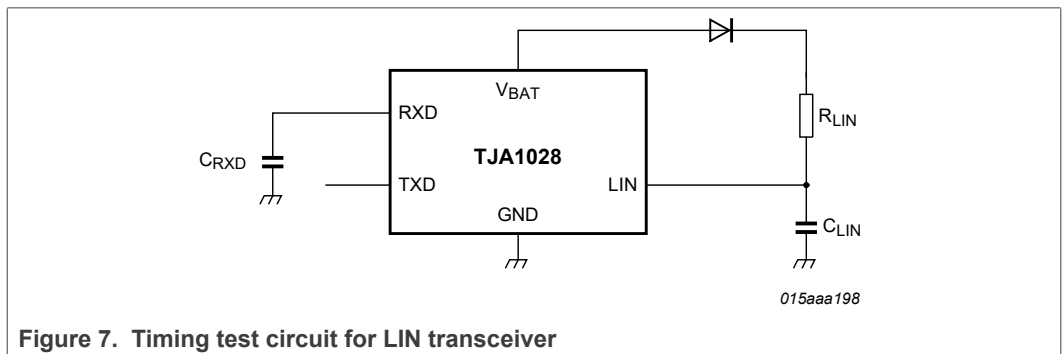 VBAT
RXD
RLIN
TJA1028
CRXD
TXD
LIN
GND
CLIN
015aaa198
Figure 7. Timing test circuit for LIN transceiver